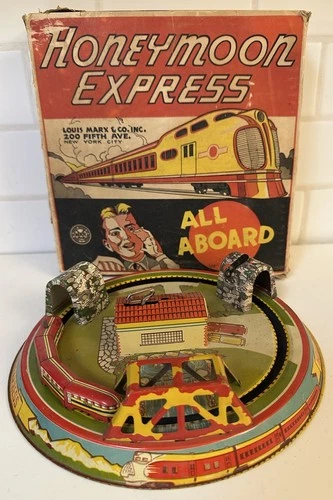 HONEYMOON
EXPRESS
LOUIS MARX & CO. INC.
200 FIFTH AVE.
NEW YORK CITY
ALL
ABOARD